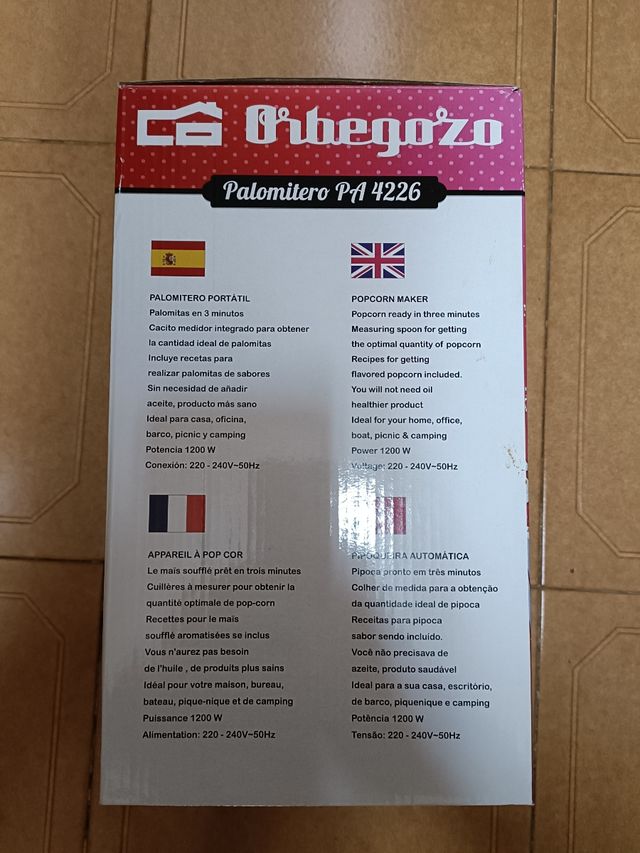 Orbegozo
Palomitero PA 4226
PALOMITERO PORTÁTIL
Palomitas en 3 minutos
Cacito medidor integrado para obtener
la cantidad ideal de palomitas
Incluye recetas para
realizar palomitas de sabores
Sin necesidad de añadir
aceite, producto más sano
Ideal para casa, oficina,
barco, picnic y camping
Potencia 1200 W
Conexión: 220 - 240V~50Hz
POPCORN MAKER
Popcorn ready in three minutes
Measuring spoon for getting
the optimal quantity of popcorn
Recipes for getting
flavored popcorn included.
You will not need oil
healthier product
Ideal for your home, office,
boat, picnic & camping
Power 1200 W
Voltage: 220 - 240V~50Hz
APPAREIL À POP COR
Le maïs soufflé prêt en trois minutes
Cuillères à mesurer pour obtenir la
quantité optimale de pop-corn
Recettes pour le maïs
soufflé aromatisées se inclus
Vous n'aurez pas besoin
de l'huile , de produits plus sains
Idéal pour votre maison, bureau,
bateau, pique-nique et de camping
Puissance 1200 W
Alimentation: 220 - 240V~50Hz
PIPOQUEIRA AUTOMÁTICA
Pipoca pronto em três minutos
Colher de medida para a obtenção
da quantidade ideal de pipoca
Receitas para pipoca
sabor sendo incluído.
Você não precisava de
azeite, produto saudável
Ideal para a sua casa, escritório,
de barco, piquenique e camping
Potência 1200 W
Tensão: 220 - 240V~50Hz